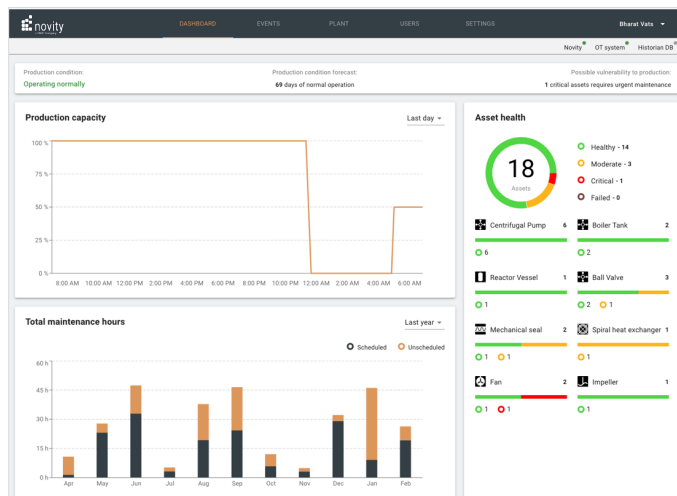 novity
DASHBOARD EVENTS PLANT USERS SETTINGS Bharat Vats
Novity OT system Historian DB
Production condition:
Operating normally
Production condition forecast:
69 days of normal operation
Possible vulnerability to production:
1 critical assets requires urgent maintenance
Production capacity
Last day
100 %
75 %
50 %
25 %
0 %
8:00 AM 10:00 AM 12:00 PM 2:00 PM 4:00 PM 6:00 PM 8:00 PM 10:00 PM 12:00 AM 2:00 AM 4:00 AM 6:00 AM
Total maintenance hours
Last year
Scheduled Unscheduled
60 h
45 h
30 h
15 h
0 h
Apr May Jun Jul Aug Sep Oct Nov Dec Jan Feb
Asset health
18
Assets
Healthy - 14
Moderate - 3
Critical - 1
Failed - 0
Centrifugal Pump 6
6
Boiler Tank 2
2
Reactor Vessel 1
1
Ball Valve 3
2 1
Mechanical seal 2
1 1
Spiral heat exchanger 1
1
Fan 2
1 1
Impeller 1
1